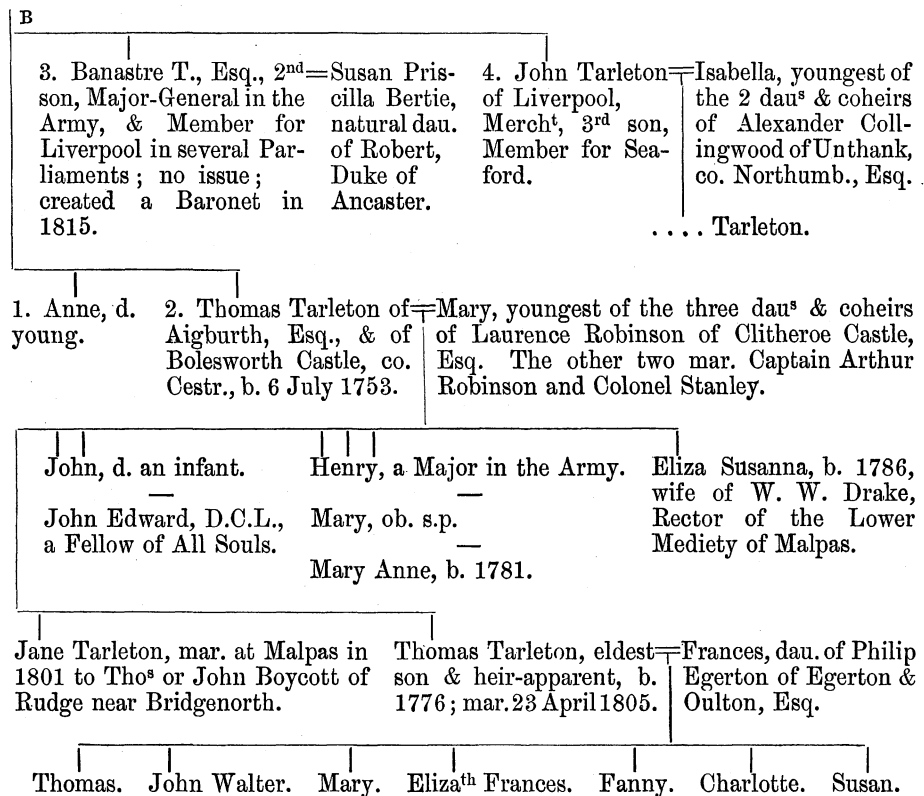 B
3. Banastre T., Esq., 2nd=
son, Major-General in the
Army, & Member for
Liverpool in several Par-
liaments; no issue;
created a Baronet in
1815.
Susan Pris-
cilla Bertie,
natural dau.
of Robert,
Duke of
Ancaster.
4. John Tarleton=
of Liverpool,
Mercht, 3rd son,
Member for Sea-
ford.
Isabella, youngest of
the 2 daus & coheirs
of Alexander Coll-
ingwood of Unthank,
co. Northumb., Esq.
.... Tarleton.
1. Anne, d.
young.
2. Thomas Tarleton of=
Aigburth, Esq., & of
Bolesworth Castle, co.
Cestr., b. 6 July 1753.
Mary, youngest of the three daus & coheirs
of Laurence Robinson of Clitheroe Castle,
Esq. The other two mar. Captain Arthur
Robinson and Colonel Stanley.
John, d. an infant.
—
John Edward, D.C.L.,
a Fellow of All Souls.
Henry, a Major in the Army.
—
Mary, ob. s.p.
—
Mary Anne, b. 1781.
Eliza Susanna, b. 1786,
wife of W. W. Drake,
Rector of the Lower
Mediety of Malpas.
Jane Tarleton, mar. at Malpas in
1801 to Thos or John Boycott of
Rudge near Bridgenorth.
Thomas Tarleton, eldest=
son & heir-apparent, b.
1776; mar. 23 April 1805.
Frances, dau. of Philip
Egerton of Egerton &
Oulton, Esq.
Thomas. John Walter. Mary. Elizath Frances. Fanny. Charlotte. Susan.